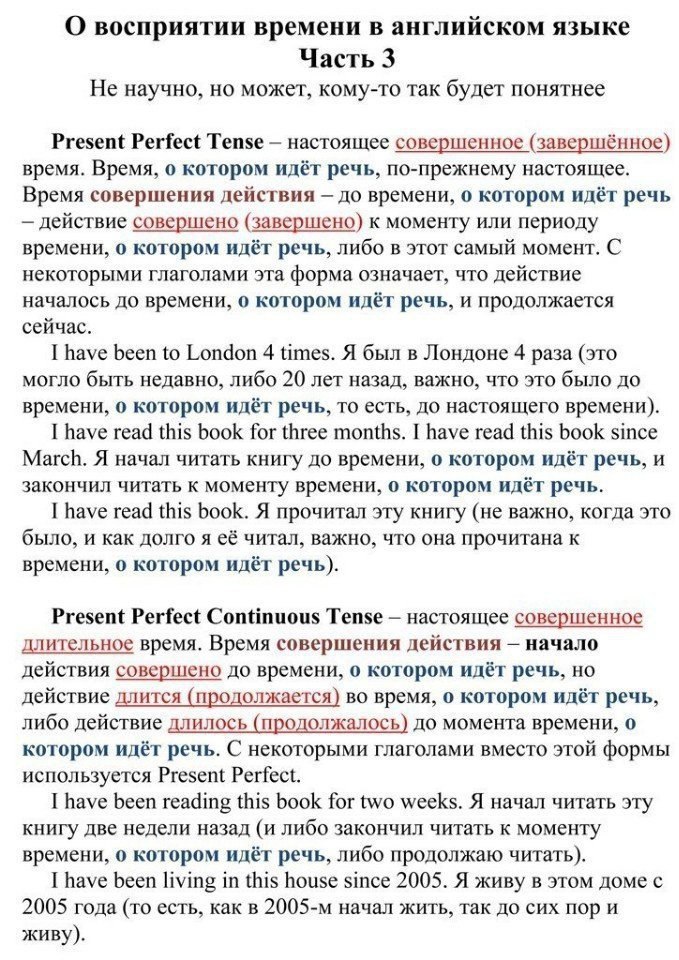 О восприятии времени в английском языке
Часть 3
Не научно, но может, кому-то так будет понятнее
Present Perfect Tense – настоящее совершенное (завершённое)
время. Время, о котором идёт речь, по-прежнему настоящее.
Время совершения действия – до времени, о котором идёт речь
– действие совершено (завершено) к моменту или периоду
времени, о котором идёт речь, либо в этот самый момент. С
некоторыми глаголами эта форма означает, что действие
началось до времени, о котором идёт речь, и продолжается
сейчас.
I have been to London 4 times. Я был в Лондоне 4 раза (это
могло быть недавно, либо 20 лет назад, важно, что это было до
времени, о котором идёт речь, то есть, до настоящего времени).
I have read this book for three months. I have read this book since
March. Я начал читать книгу до времени, о котором идёт речь, и
закончил читать к моменту времени, о котором идёт речь.
I have read this book. Я прочитал эту книгу (не важно, когда это
было, и как долго я её читал, важно, что она прочитана к
времени, о котором идёт речь).
Present Perfect Continuous Tense – настоящее совершенное
длительное время. Время совершения действия – начало
действия совершено до времени, о котором идёт речь, но
действие длится (продолжается) во время, о котором идёт речь,
либо действие длилось (продолжалось) до момента времени, о
котором идёт речь. С некоторыми глаголами вместо этой формы
используется Present Perfect.
I have been reading this book for two weeks. Я начал читать эту
книгу две недели назад (и либо закончил читать к моменту
времени, о котором идёт речь, либо продолжаю читать).
I have been living in this house since 2005. Я живу в этом доме с
2005 года (то есть, как в 2005-м начал жить, так до сих пор и
живу).